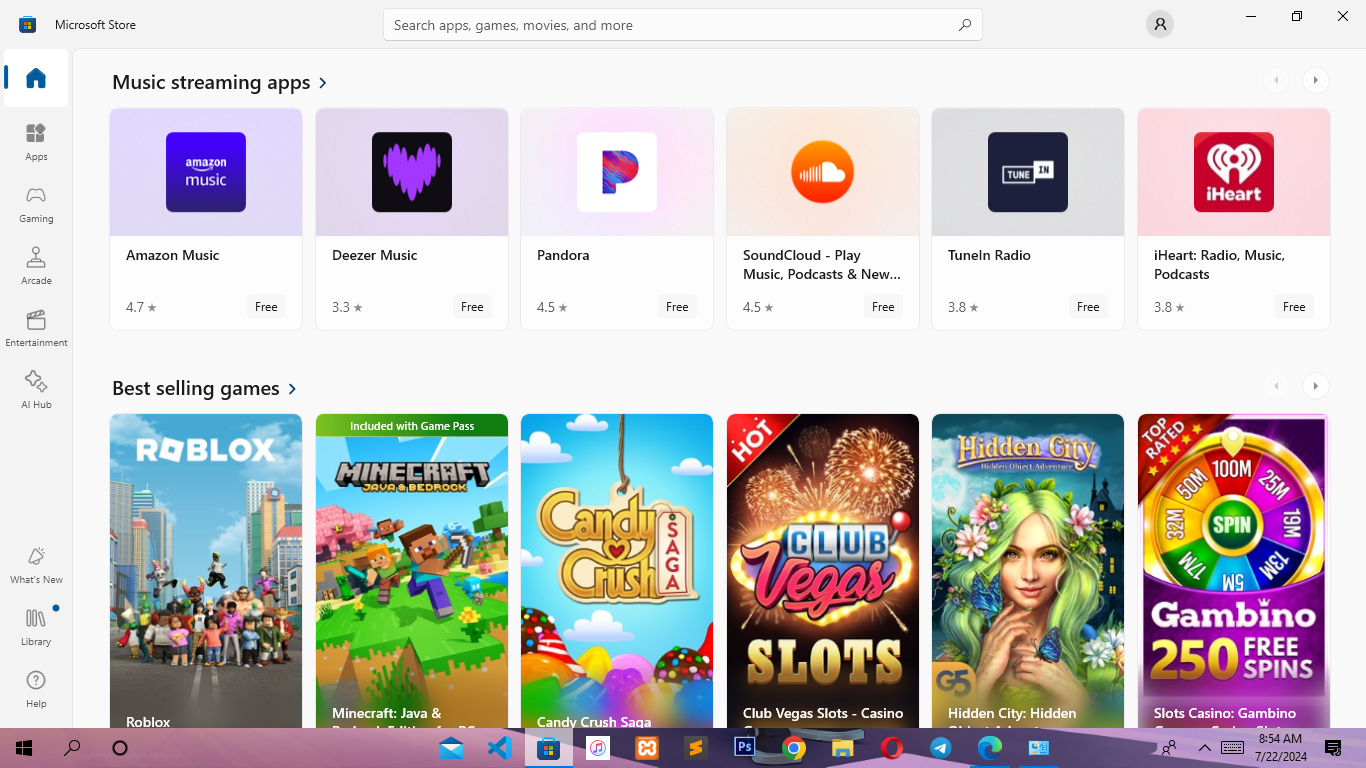 Microsoft Store
Search apps, games, movies, and more
Apps
Gaming
Arcade
Entertainment
AI Hub
What's New
Library
Help
Music streaming apps
amazon
music
Amazon Music
4.7
Free
Deezer Music
3.3
Free
Pandora
4.5
Free
SoundCloud - Play
Music, Podcasts & New...
4.5
Free
TUNE IN
TuneIn Radio
3.8
Free
iHeart
iHeart: Radio, Music,
Podcasts
3.8
Free
Best selling games
ROBLOX
Roblox
Included with Game Pass
MINECRAFT
JAVA & BEDROCK
Minecraft: Java &
Candy
Crush
SAGA
Candy Crush Saga
HOT
CLUB
Vegas
SLOTS
Club Vegas Slots - Casino
Hidden City
Hidden Object Adventure
G5
Hidden City: Hidden
TOP
RATED
100M
25M
19M
73M
5M
17M
32M
50M
SPIN
Gambino
250 FREE
SPINS
Slots Casino: Gambino
Ps
8:54 AM
7/22/2024